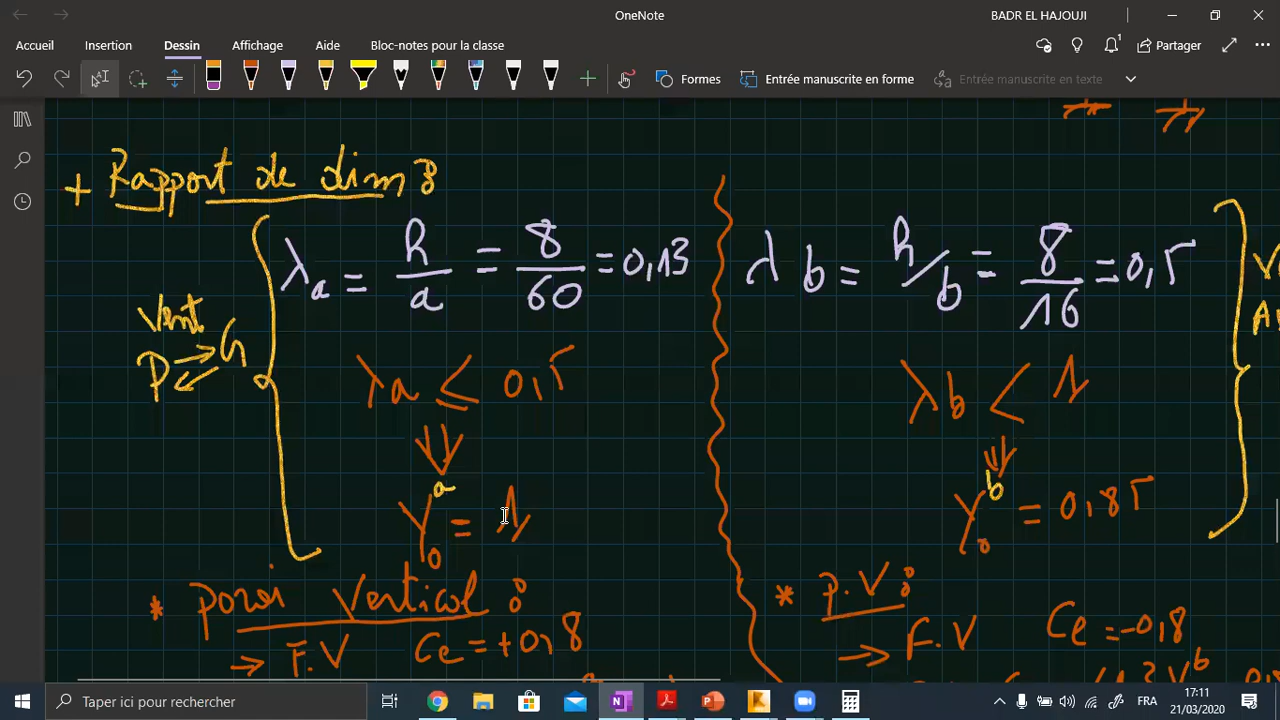 OneNote
BADR EL HAJOUJI
Accueil Insertion Dessin Affichage Aide Bloc-notes pour la classe Partager
Formes Entrée manuscrite en forme Entrée manuscrite en texte
+ Rapport de dim :
λa = h/a = 8/60 = 0,13
λb = h/b = 8/16 = 0,5
Vent
P ⇄ G
λa ≤ 0,5
λb < 1
⇓
⇓
γ0 a = 1
γ0 b = 0,85
* paroi Vertical :
* p.V :
→ F.V Ce = +0,8
→ F.V Ce = -0,8
Taper ici pour rechercher
FRA
17:11
21/03/2020